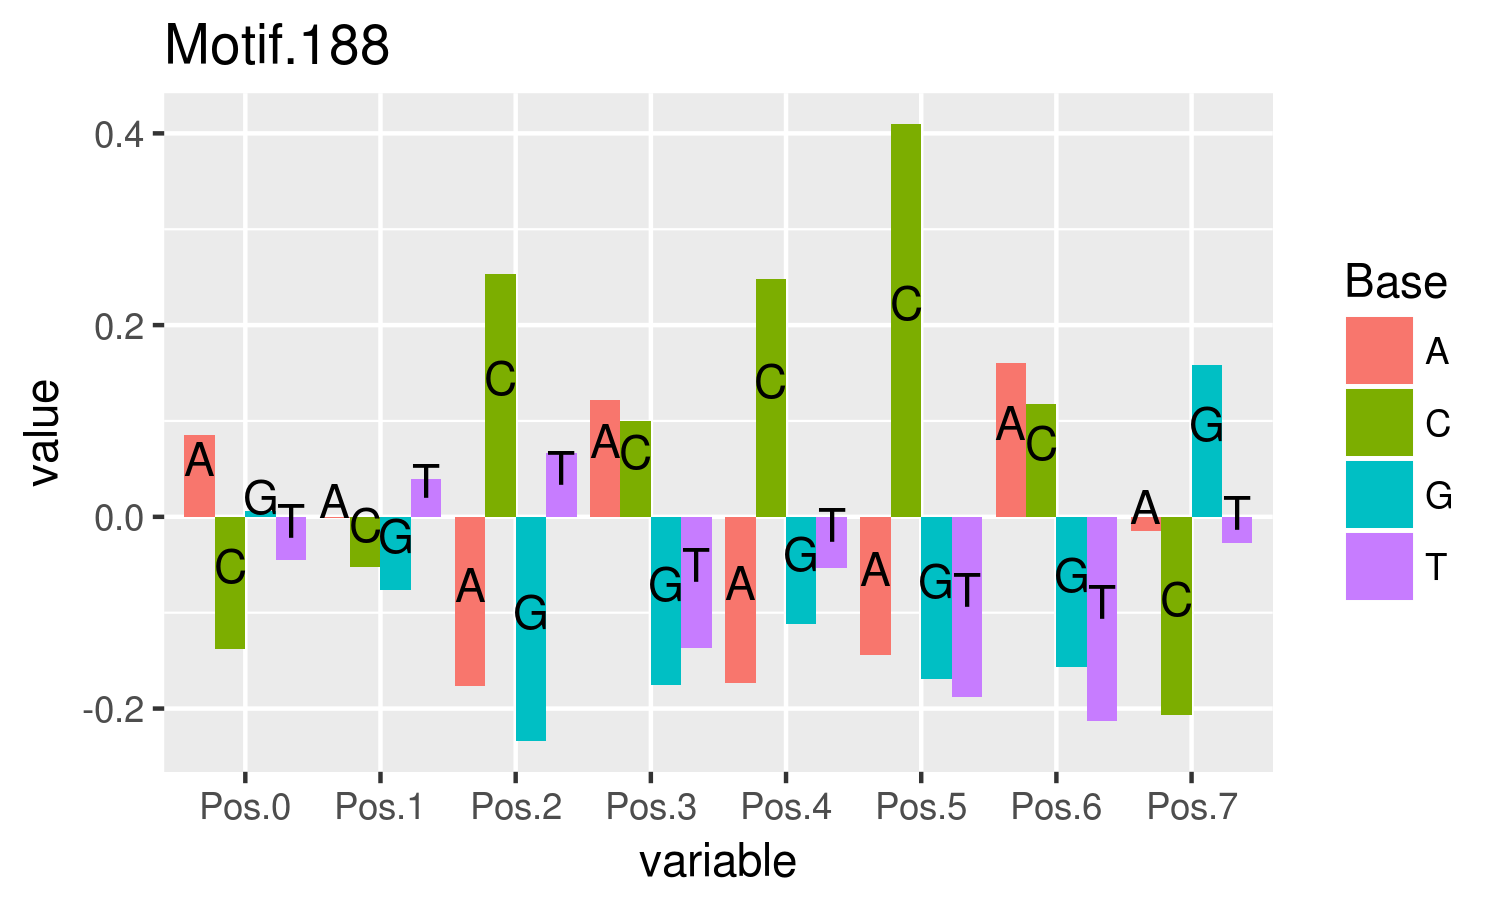 Motif.188
0.4
0.2
0.0
-0.2
value
A C G T A C G T A C G T A C G T A C G T A C G T A C G T A C G T
Pos.0 Pos.1 Pos.2 Pos.3 Pos.4 Pos.5 Pos.6 Pos.7
variable
Base
A
C
G
T